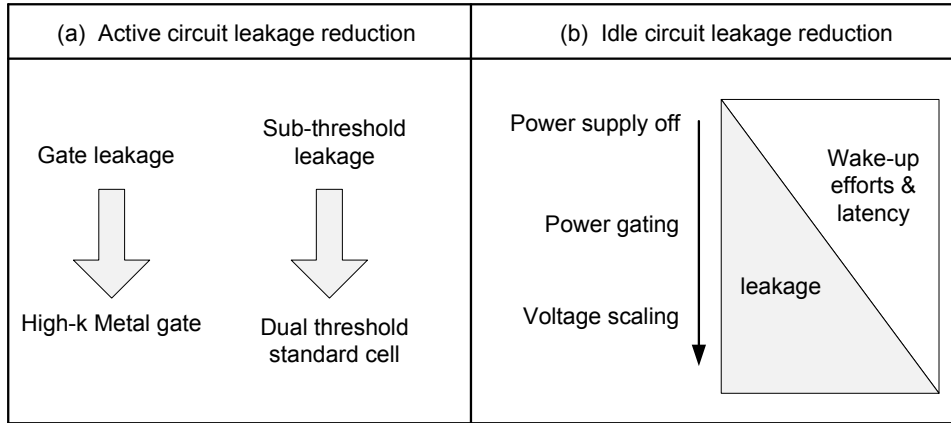 (a) Active circuit leakage reduction
(b) Idle circuit leakage reduction
Gate leakage
Sub-threshold
leakage
High-k Metal gate
Dual threshold
standard cell
Power supply off
Power gating
Voltage scaling
Wake-up
efforts &
latency
leakage